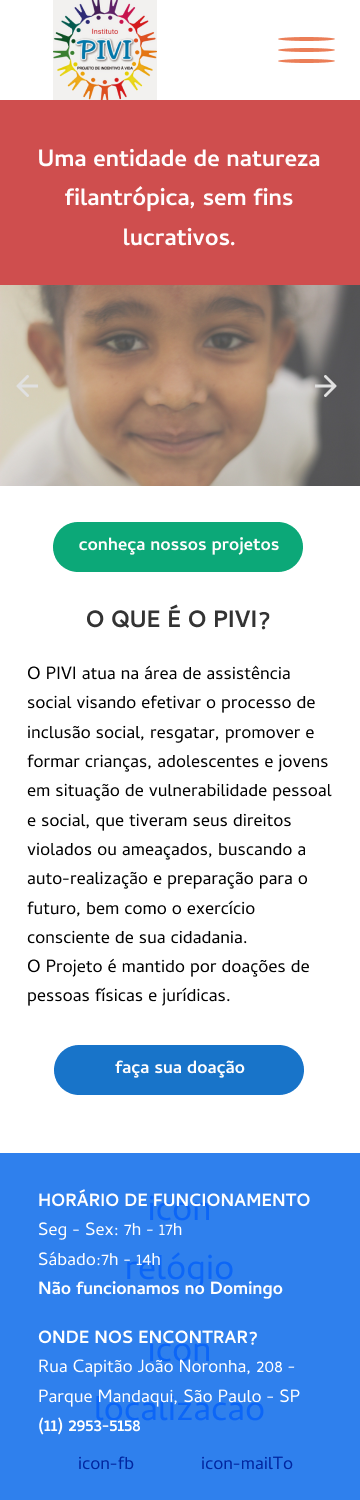 Instituto
PIVI
PROJETO DE INCENTIVO À VIDA
Uma entidade de natureza
filantrópica, sem fins
lucrativos.
conheça nossos projetos
O QUE É O PIVI?
O PIVI atua na área de assistência
social visando efetivar o processo de
inclusão social, resgatar, promover e
formar crianças, adolescentes e jovens
em situação de vulnerabilidade pessoal
e social, que tiveram seus direitos
violados ou ameaçados, buscando a
auto-realização e preparação para o
futuro, bem como o exercício
consciente de sua cidadania.
O Projeto é mantido por doações de
pessoas físicas e jurídicas.
faça sua doação
HORÁRIO DE FUNCIONAMENTO
icon
Seg - Sex: 7h - 17h
Sábado:7h - 14h
relógio
Não funcionamos no Domingo
ONDE NOS ENCONTRAR?
icon
Rua Capitão João Noronha, 208 -
Parque Mandaqui, São Paulo - SP
localizacao
(11) 2953-5158
icon-fb icon-mailTo